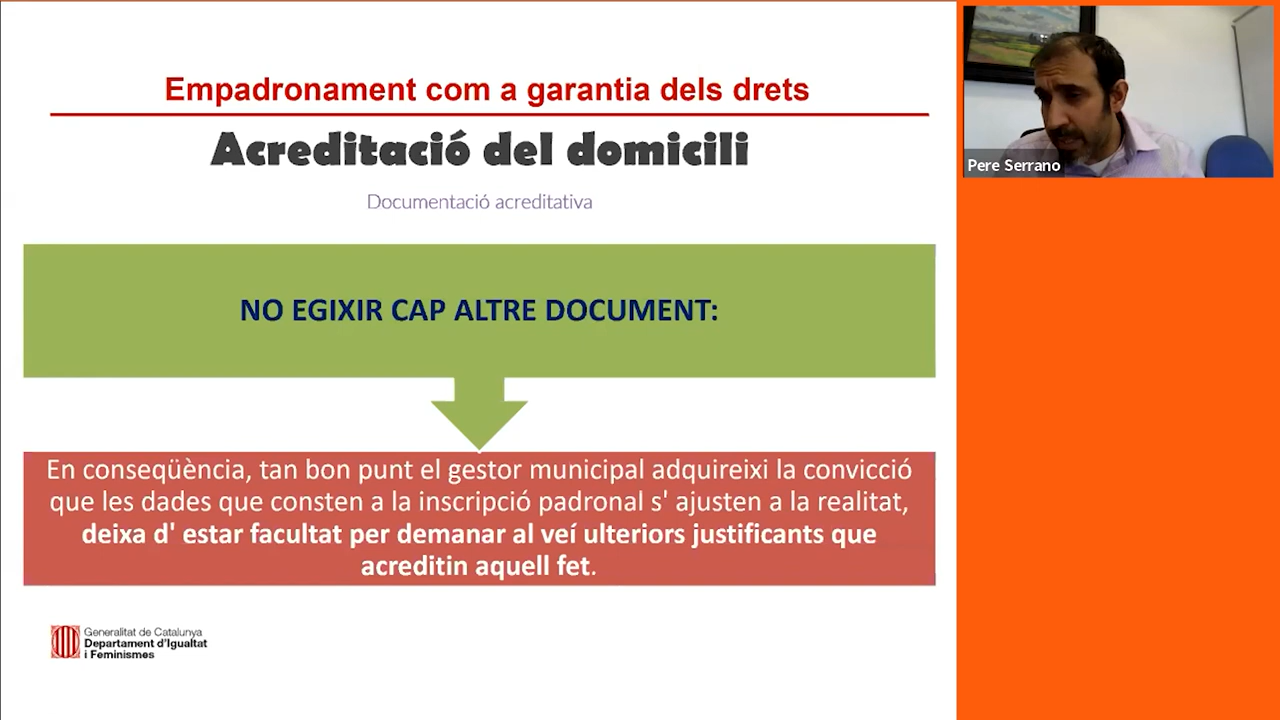 Empadronament com a garantia dels drets
Acreditació del domicili
Documentació acreditativa
NO EGIXIR CAP ALTRE DOCUMENT:
En conseqüència, tan bon punt el gestor municipal adquireixi la convicció
que les dades que consten a la inscripció padronal s' ajusten a la realitat,
deixa d' estar facultat per demanar al veí ulteriors justificants que
acreditin aquell fet.
Generalitat de Catalunya
Departament d'Igualtat
i Feminismes
Pere Serrano